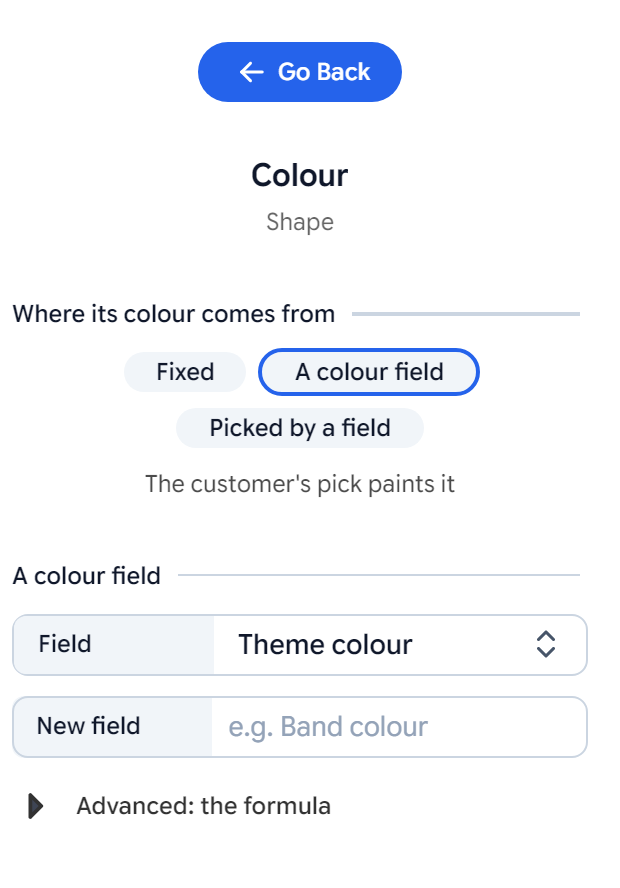 Go Back
Colour
Shape
Where its colour comes from
Fixed
A colour field
Picked by a field
The customer's pick paints it
A colour field
Field
Theme colour
New field
e.g. Band colour
Advanced: the formula